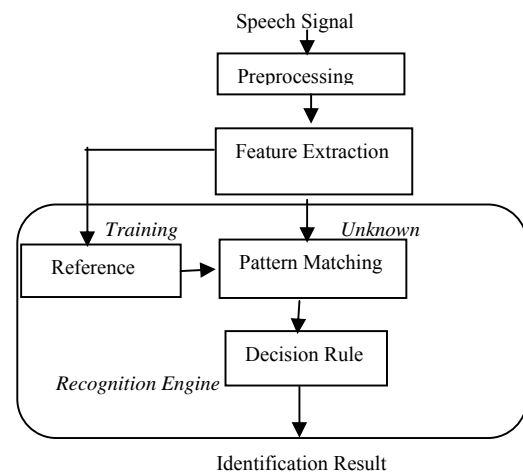 Speech Signal
Preprocessing
Feature Extraction
Training
Unknown
Reference
Pattern Matching
Decision Rule
Recognition Engine
Identification Result